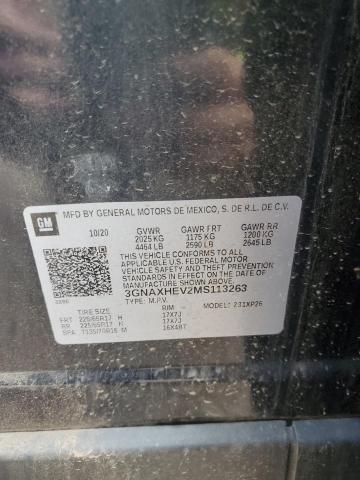 GM
MFD BY GENERAL MOTORS DE MEXICO, S. DE R.L. DE C.V.
10/20 GVWR GAWR FRT GAWR RR
2025 KG 1175 KG 1200 KG
4464 LB 2590 LB 2645 LB
THIS VEHICLE CONFORMS TO ALL APPLICABLE U.S. FEDERAL
MOTOR VEHICLE SAFETY AND THEFT PREVENTION STANDARDS
IN EFFECT ON THE DATE OF MANUFACTURE SHOWN ABOVE.
3GNAXHEV2MS113263
TYPE: M.P.V. MODEL: 231XP26
RIM
FRT 225/65R17 H 17X7J
RR 225/65R17 H 17X7J
SPA T135/70R16 M 16X4BT